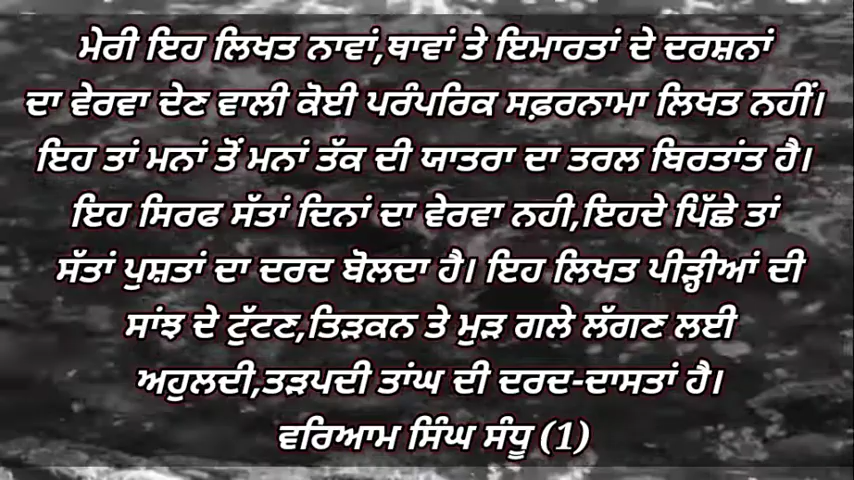 ਮੇਰੀ ਇਹ ਲਿਖਤ ਨਾਵਾਂ,ਥਾਵਾਂ ਤੇ ਇਮਾਰਤਾਂ ਦੇ ਦਰਸ਼ਨਾਂ
ਦਾ ਵੇਰਵਾ ਦੇਣ ਵਾਲੀ ਕੋਈ ਪਰੰਪਰਿਕ ਸਫ਼ਰਨਾਮਾ ਲਿਖਤ ਨਹੀਂ।
ਇਹ ਤਾਂ ਮਨਾਂ ਤੋਂ ਮਨਾਂ ਤੱਕ ਦੀ ਯਾਤਰਾ ਦਾ ਤਰਲ ਬਿਰਤਾਂਤ ਹੈ।
ਇਹ ਸਿਰਫ ਸੱਤਾਂ ਦਿਨਾਂ ਦਾ ਵੇਰਵਾ ਨਹੀ,ਇਹਦੇ ਪਿੱਛੇ ਤਾਂ
ਸੱਤਾਂ ਪੁਸ਼ਤਾਂ ਦਾ ਦਰਦ ਬੋਲਦਾ ਹੈ। ਇਹ ਲਿਖਤ ਪੀੜ੍ਹੀਆਂ ਦੀ
ਸਾਂਝ ਦੇ ਟੁੱਟਣ,ਤਿੜਕਨ ਤੇ ਮੁੜ ਗਲੇ ਲੱਗਣ ਲਈ
ਅਹੁਲਦੀ,ਤੜਪਦੀ ਤਾਂਘ ਦੀ ਦਰਦ-ਦਾਸਤਾਂ ਹੈ।
ਵਰਿਆਮ ਸਿੰਘ ਸੰਧੂ (1)